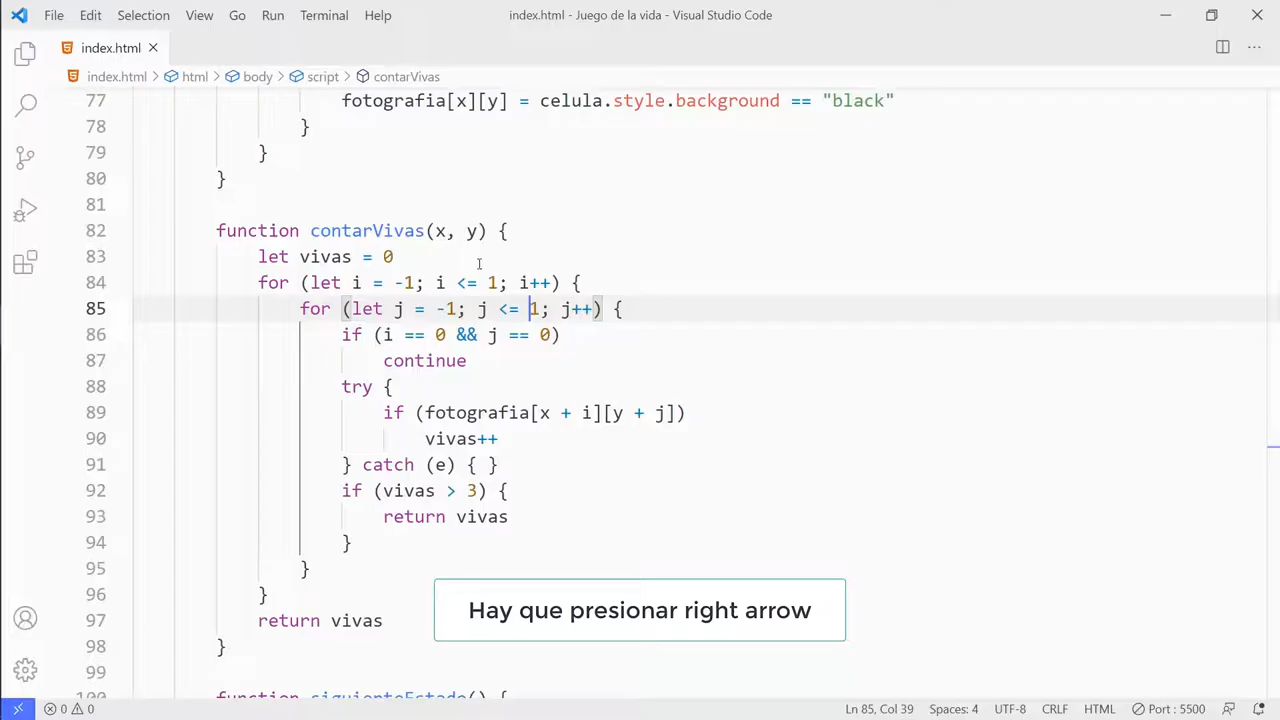 File Edit Selection View Go Run Terminal Help index.html - Juego de la vida - Visual Studio Code
index.html
index.html > html > body > script > contarVivas
77 fotografia[x][y] = celula.style.background == "black"
78 }
79 }
80 }
81
82 function contarVivas(x, y) {
83 let vivas = 0
84 for (let i = -1; i <= 1; i++) {
85 for (let j = -1; j <= 1; j++) {
86 if (i == 0 && j == 0)
87 continue
88 try {
89 if (fotografia[x + i][y + j])
90 vivas++
91 } catch (e) { }
92 if (vivas > 3) {
93 return vivas
94 }
95 }
96 }
97 return vivas
98 }
99
100 function siguienteEstado() {
Hay que presionar right arrow
0 0 Ln 85, Col 39 Spaces: 4 UTF-8 CRLF HTML Port : 5500